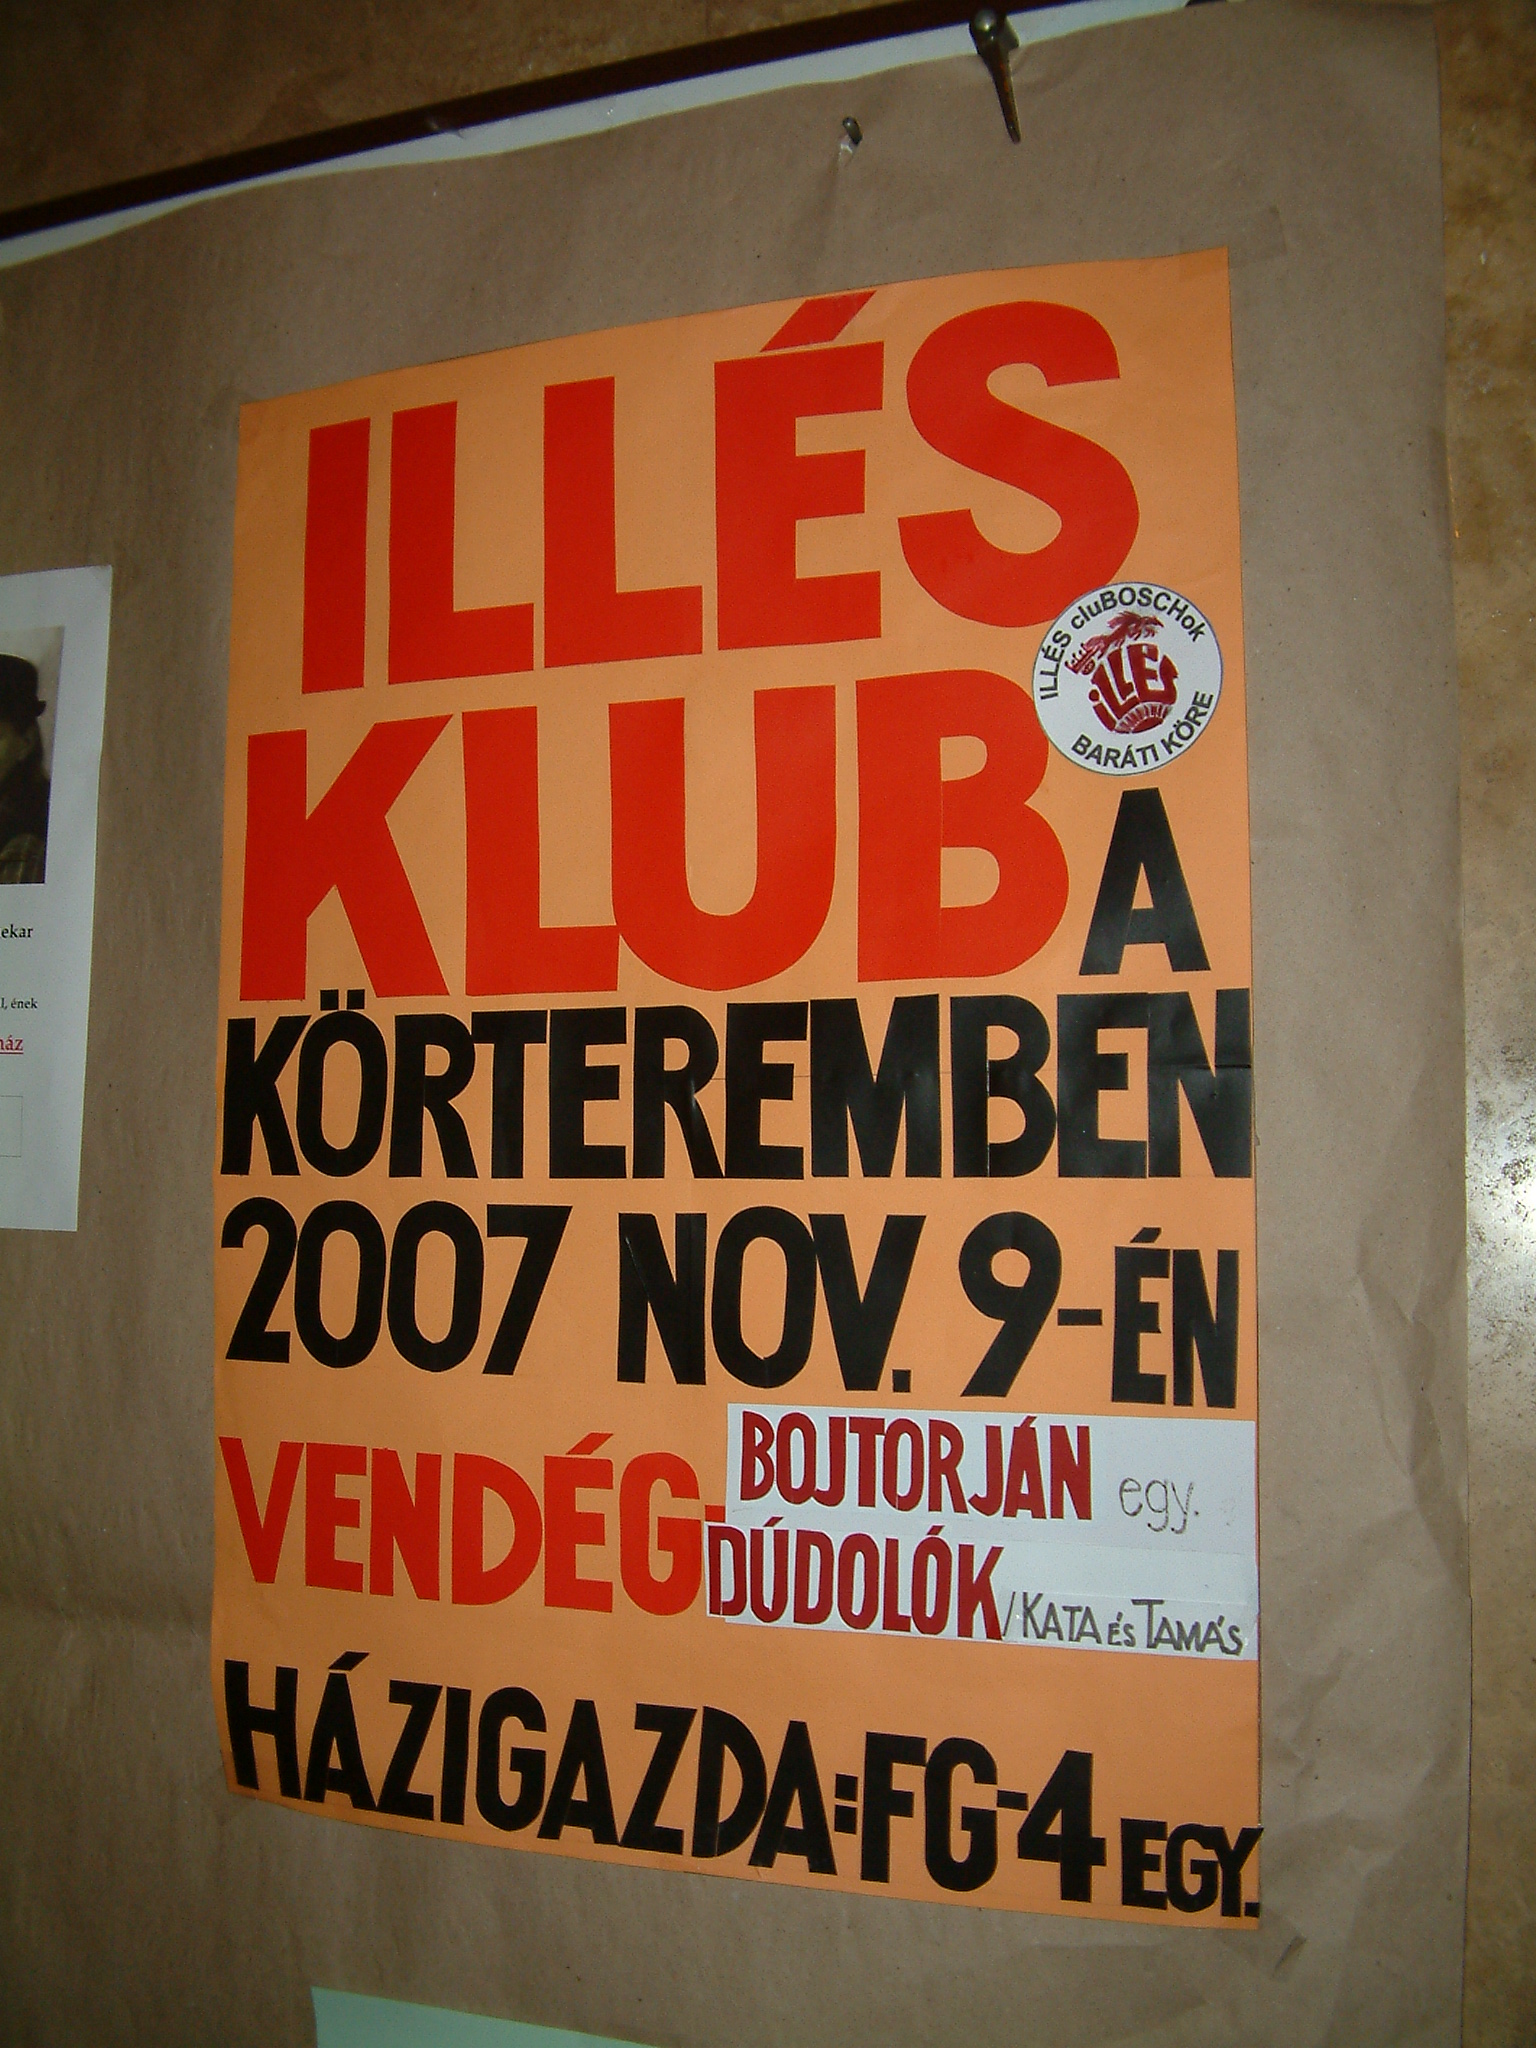 ILLÉS
KLUB A
ILLÉS cluBOSCHok
ILLÉS
BARÁTI KÖRE
KÖRTEREMBEN
2007 NOV. 9-ÉN
VENDÉG-BOJTORJÁN egy.
DÚDOLÓK/KATA ÉS TAMÁS
HÁZIGAZDA:FG-4 EGY.
ekar
l, ének
ház